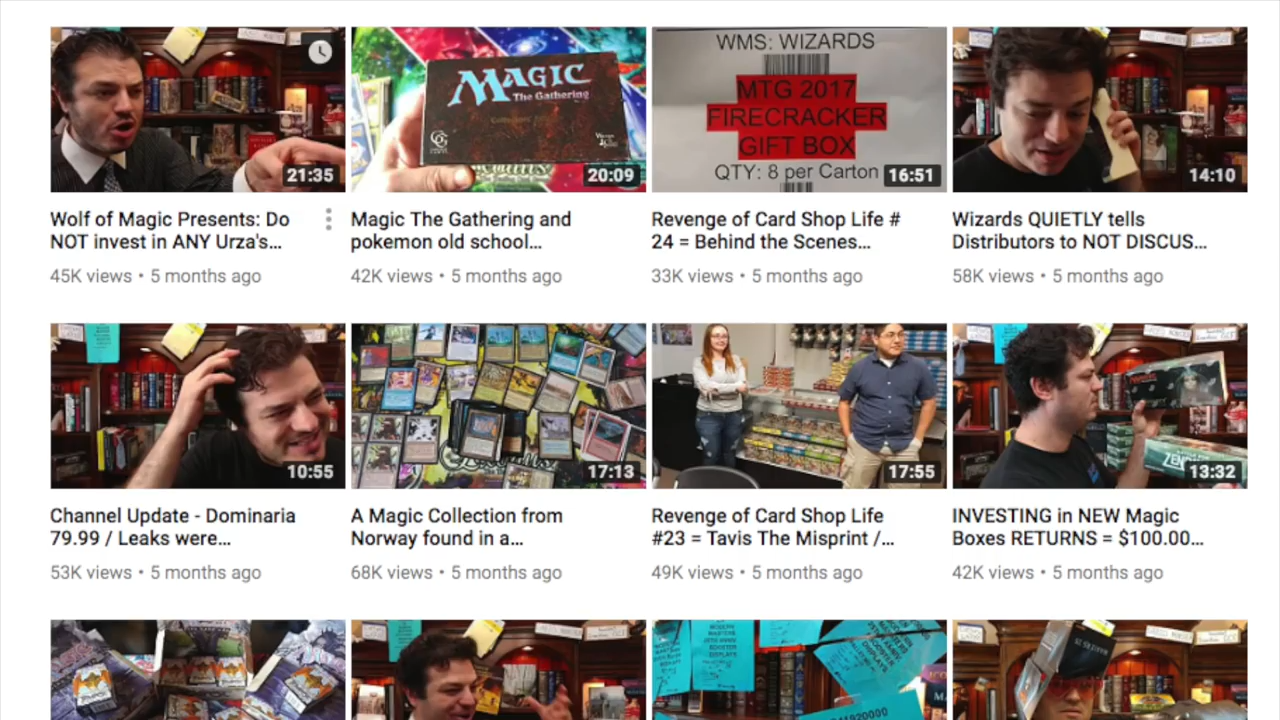 WMS: WIZARDS
MAGIC
The Gathering
MTG 2017
FIRECRACKER
GIFT BOX
QTY: 8 per Carton
21:35
20:09
16:51
14:10
Wolf of Magic Presents: Do
NOT invest in ANY Urza's...
45K views • 5 months ago
Magic The Gathering and
pokemon old school...
42K views • 5 months ago
Revenge of Card Shop Life #
24 = Behind the Scenes...
33K views • 5 months ago
Wizards QUIETLY tells
Distributors to NOT DISCUS...
58K views • 5 months ago
10:55
17:13
17:55
13:32
Channel Update - Dominaria
79.99 / Leaks were...
53K views • 5 months ago
A Magic Collection from
Norway found in a...
68K views • 5 months ago
Revenge of Card Shop Life
#23 = Tavis The Misprint /...
49K views • 5 months ago
INVESTING in NEW Magic
Boxes RETURNS = $100.00...
42K views • 5 months ago